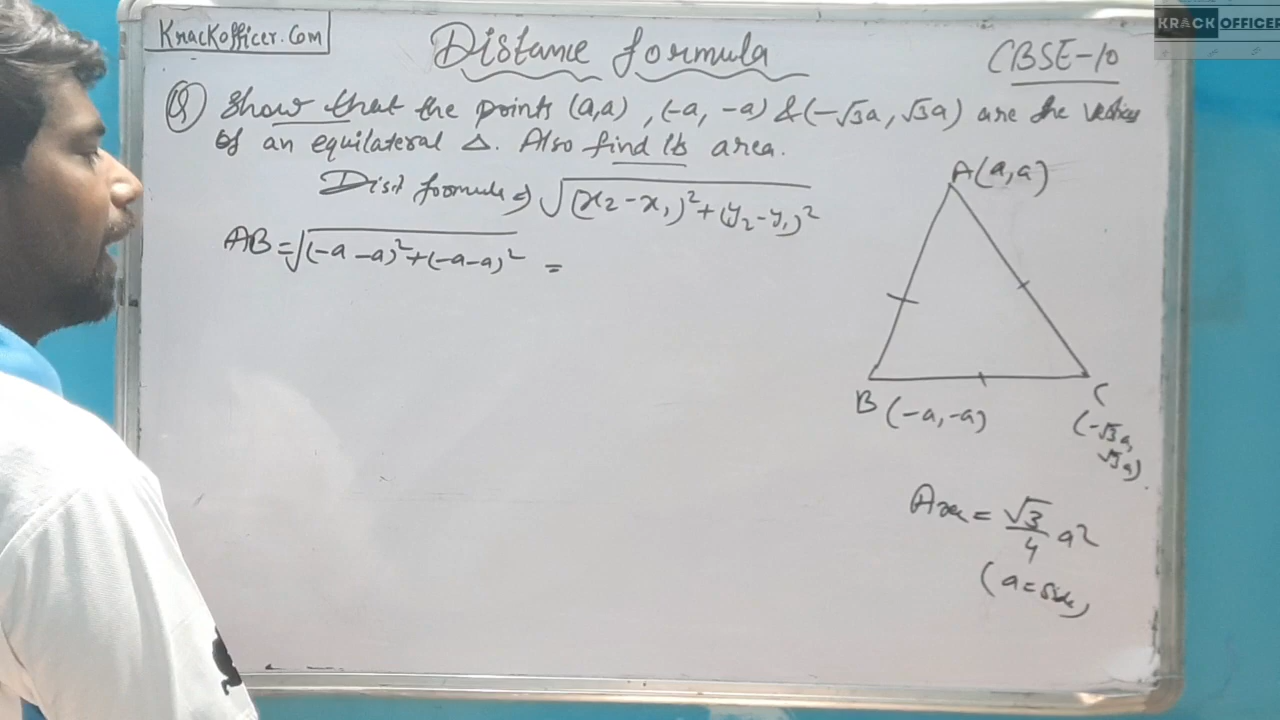 KrackOfficer.Com
Distance formula
CBSE-10
KRACK OFFICER
Q Show that the points (a,a) , (-a, -a) & (-√3a, √3a) are the vertices
of an equilateral Δ. Also find its area.
Dist formula ⇒ √(x₂-x₁)²+(y₂-y₁)²
AB = √(-a-a)²+(-a-a)² =
A(a,a)
B (-a,-a)
C
(-√3a,
√3a)
Area = √3/4 a²
(a = side)